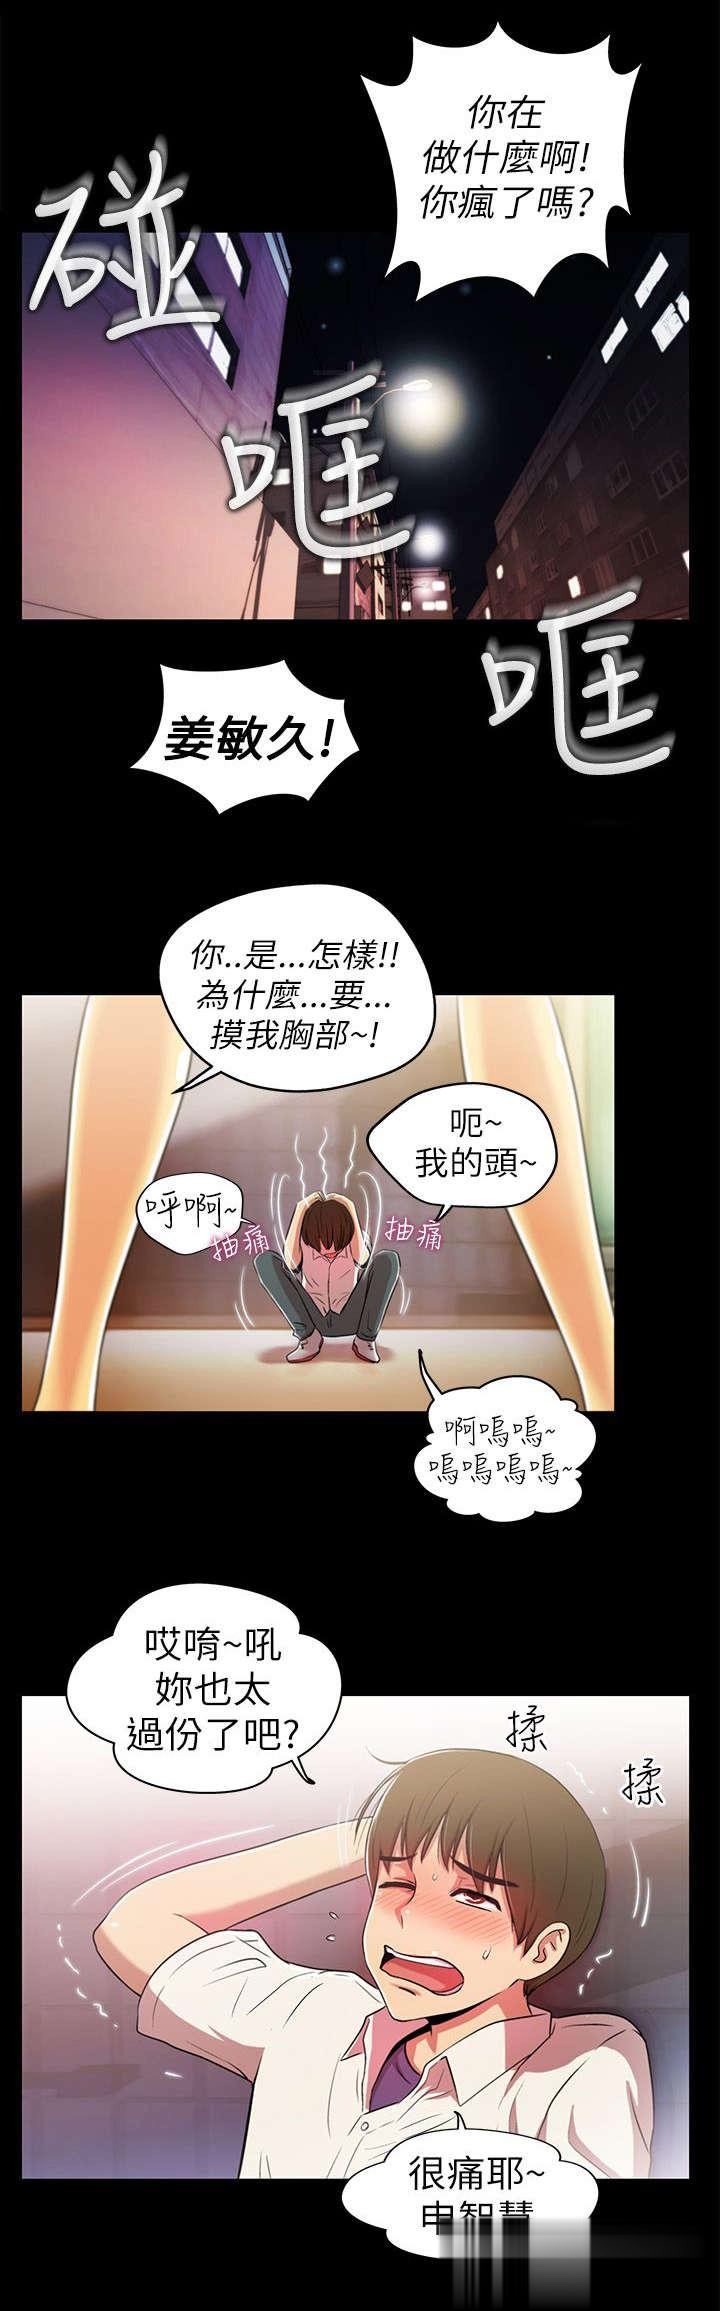 你在
做什麼啊!
你瘋了嗎?
碰
哐
哐
姜敏久!
你..是...怎樣!!
為什麼...要...
摸我胸部~!
呃~
我的頭~
呼啊~
抽痛
抽痛
啊嗚嗚~
嗚嗚嗚嗚~
哎唷~吼
妳也太
過份了吧?
揉
揉
很痛耶~
申智慧